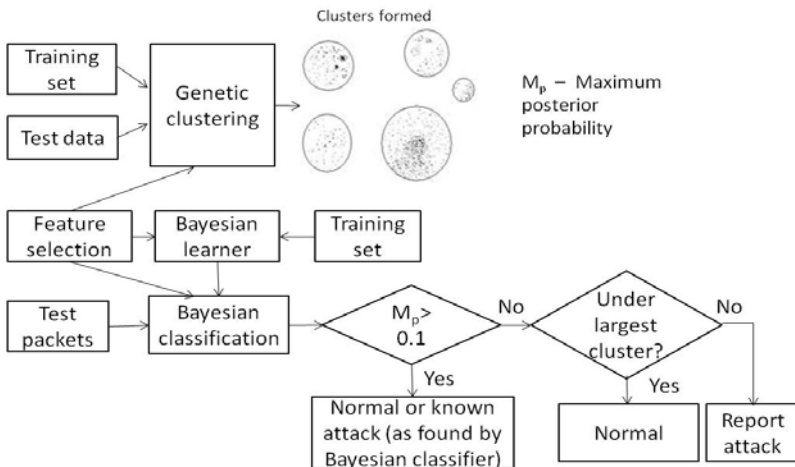 Clusters formed
Training
set
Genetic
clustering
Test data
Mp – Maximum
posterior
probability
Feature
selection
Bayesian
learner
Training
set
Test
packets
Bayesian
classification
Mp>
0.1
No
Under
largest
cluster?
No
Yes
Yes
Normal or known
attack (as found by
Bayesian classifier)
Normal
Report
attack